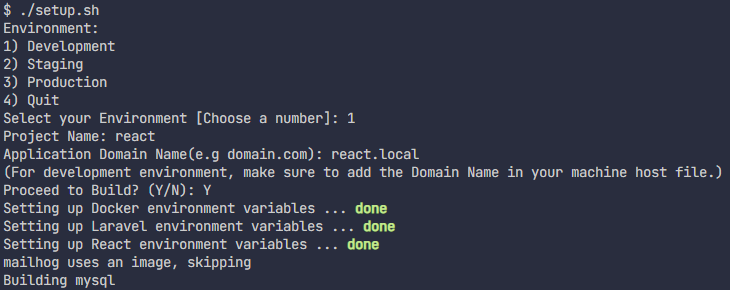 $ ./setup.sh
Environment:
1) Development
2) Staging
3) Production
4) Quit
Select your Environment [Choose a number]: 1
Project Name: react
Application Domain Name(e.g domain.com): react.local
(For development environment, make sure to add the Domain Name in your machine host file.)
Proceed to Build? (Y/N): Y
Setting up Docker environment variables ... done
Setting up Laravel environment variables ... done
Setting up React environment variables ... done
mailhog uses an image, skipping
Building mysql